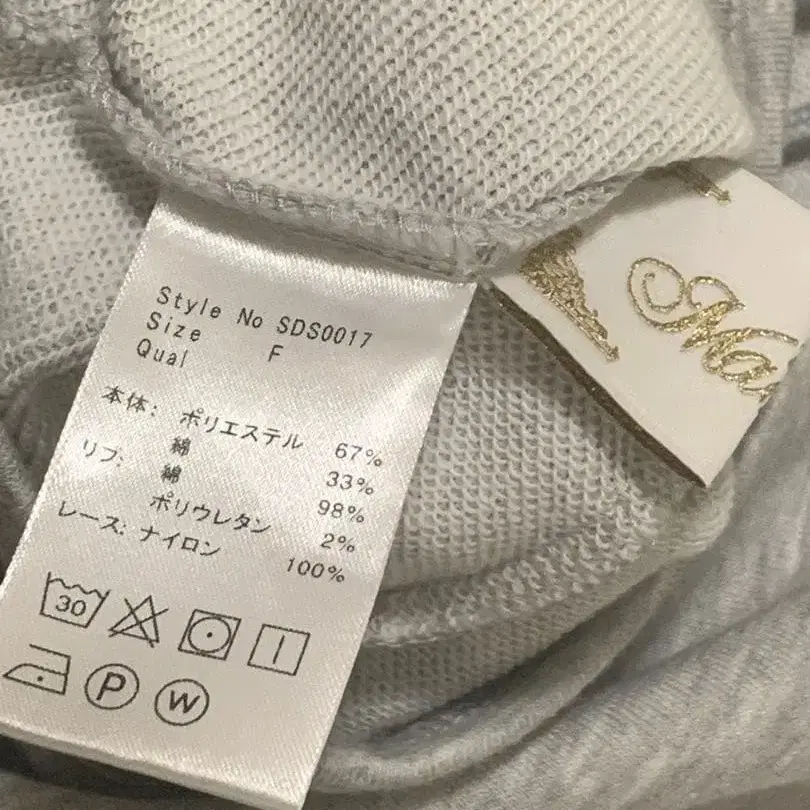 Style No SDS0017
Size F
Qual
本体: ポリエステル 67%
綿 33%
リブ: 綿 98%
ポリウレタン 2%
レース: ナイロン 100%
30
P
W